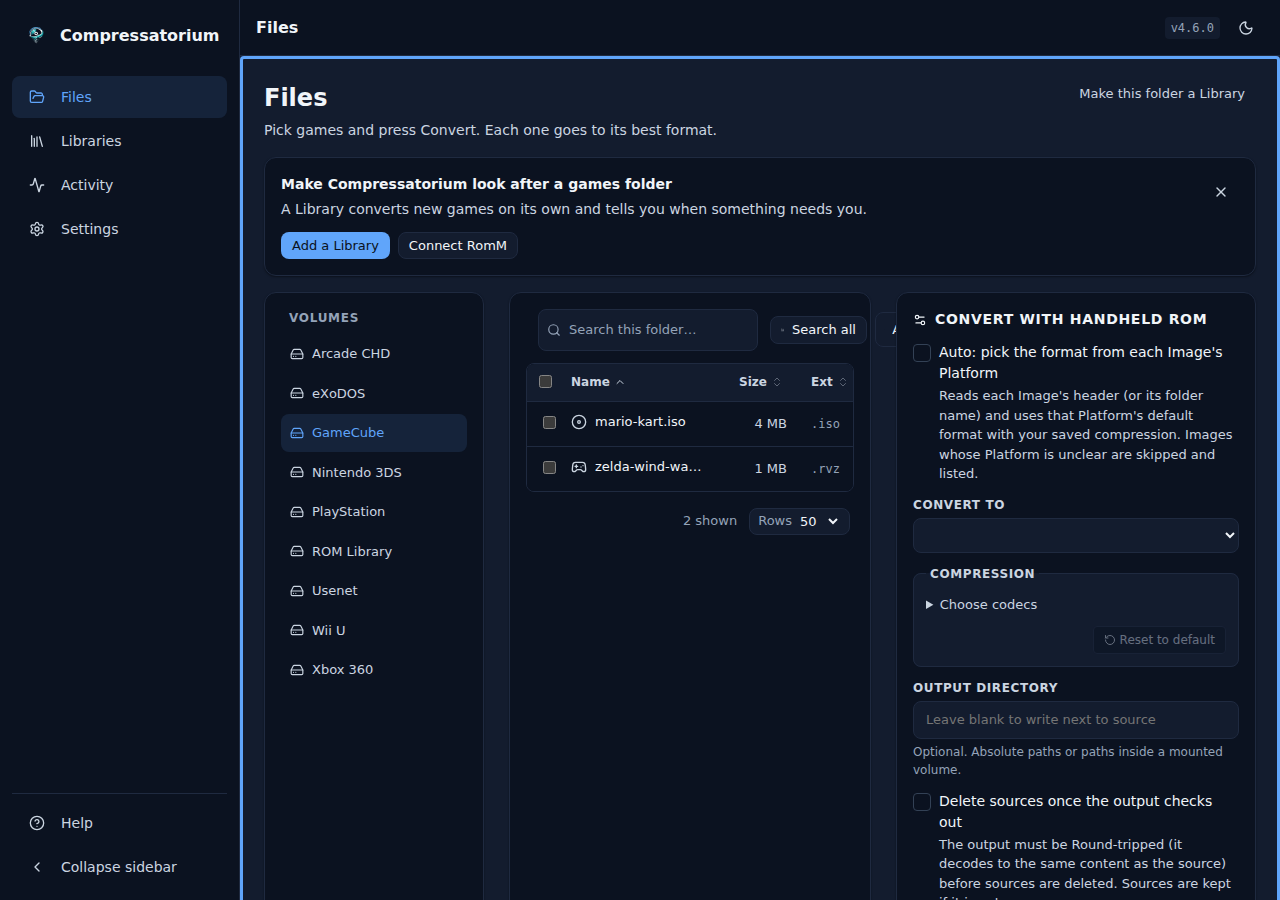 Compressatorium
Files
v4.6.0
Files
Libraries
Activity
Settings
Help
Collapse sidebar
Files
Make this folder a Library
Pick games and press Convert. Each one goes to its best format.
Make Compressatorium look after a games folder
A Library converts new games on its own and tells you when something needs you.
Add a Library
Connect RomM
VOLUMES
Arcade CHD
eXoDOS
GameCube
Nintendo 3DS
PlayStation
ROM Library
Usenet
Wii U
Xbox 360
Search this folder…
Search all
Name
Size
Ext
mario-kart.iso
4 MB
.iso
zelda-wind-wa…
1 MB
.rvz
2 shown
Rows
50
CONVERT WITH HANDHELD ROM
Auto: pick the format from each Image's
Platform
Reads each Image's header (or its folder
name) and uses that Platform's default
format with your saved compression. Images
whose Platform is unclear are skipped and
listed.
CONVERT TO
COMPRESSION
Choose codecs
Reset to default
OUTPUT DIRECTORY
Leave blank to write next to source
Optional. Absolute paths or paths inside a mounted
volume.
Delete sources once the output checks
out
The output must be Round-tripped (it
decodes to the same content as the source)
before sources are deleted. Sources are kept